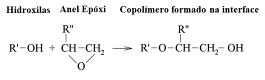 Hidroxilas Anel Epóxi Copolímero formado na interface
R" R"
R'-OH + CH-CH₂ → R'-O-CH-CH₂-OH
O